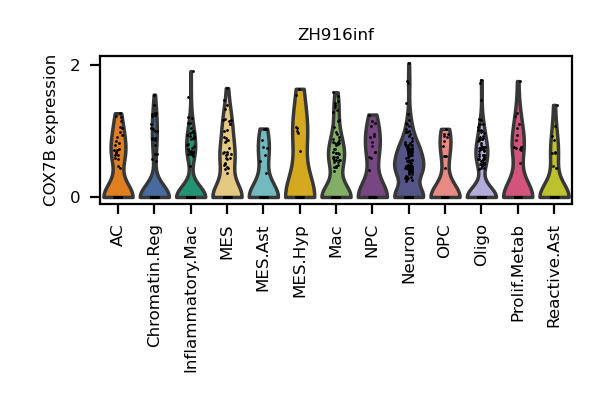 ZH916inf
COX7B expression
2
0
AC
Chromatin.Reg
Inflammatory.Mac
MES
MES.Ast
MES.Hyp
Mac
NPC
Neuron
OPC
Oligo
Prolif.Metab
Reactive.Ast